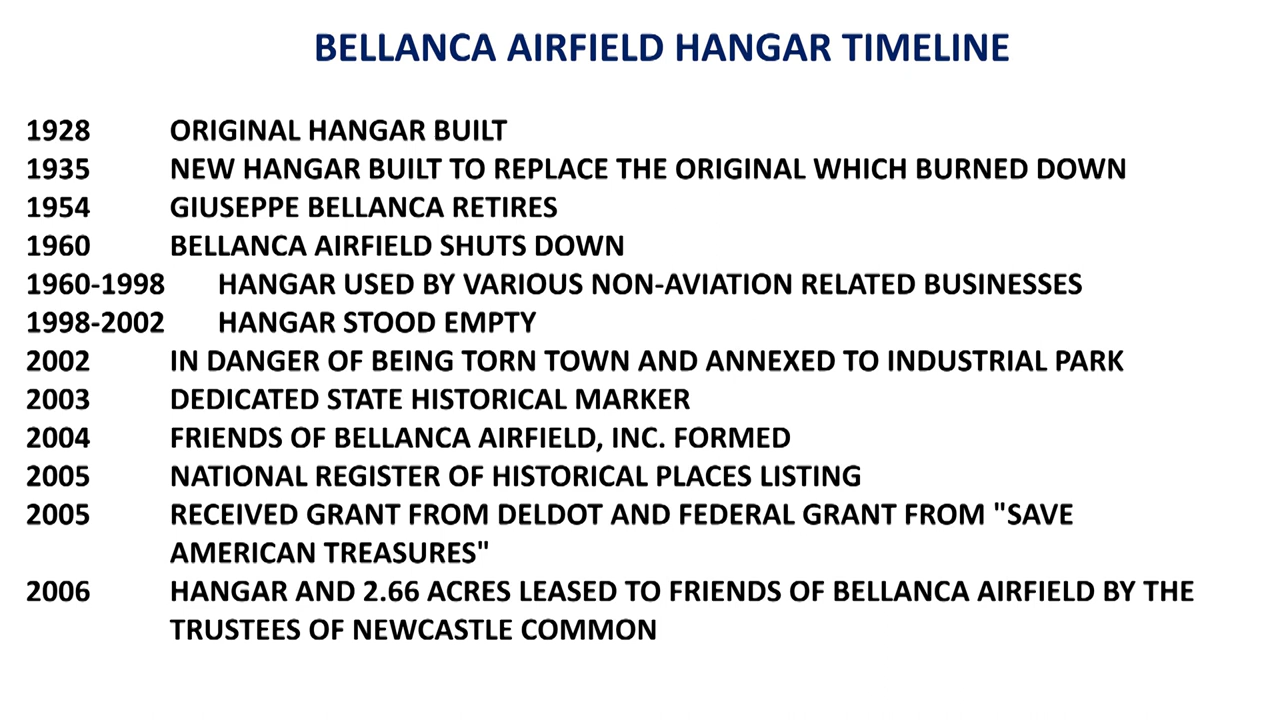 BELLANCA AIRFIELD HANGAR TIMELINE
1928 ORIGINAL HANGAR BUILT
1935 NEW HANGAR BUILT TO REPLACE THE ORIGINAL WHICH BURNED DOWN
1954 GIUSEPPE BELLANCA RETIRES
1960 BELLANCA AIRFIELD SHUTS DOWN
1960-1998 HANGAR USED BY VARIOUS NON-AVIATION RELATED BUSINESSES
1998-2002 HANGAR STOOD EMPTY
2002 IN DANGER OF BEING TORN TOWN AND ANNEXED TO INDUSTRIAL PARK
2003 DEDICATED STATE HISTORICAL MARKER
2004 FRIENDS OF BELLANCA AIRFIELD, INC. FORMED
2005 NATIONAL REGISTER OF HISTORICAL PLACES LISTING
2005 RECEIVED GRANT FROM DELDOT AND FEDERAL GRANT FROM "SAVE
AMERICAN TREASURES"
2006 HANGAR AND 2.66 ACRES LEASED TO FRIENDS OF BELLANCA AIRFIELD BY THE
TRUSTEES OF NEWCASTLE COMMON